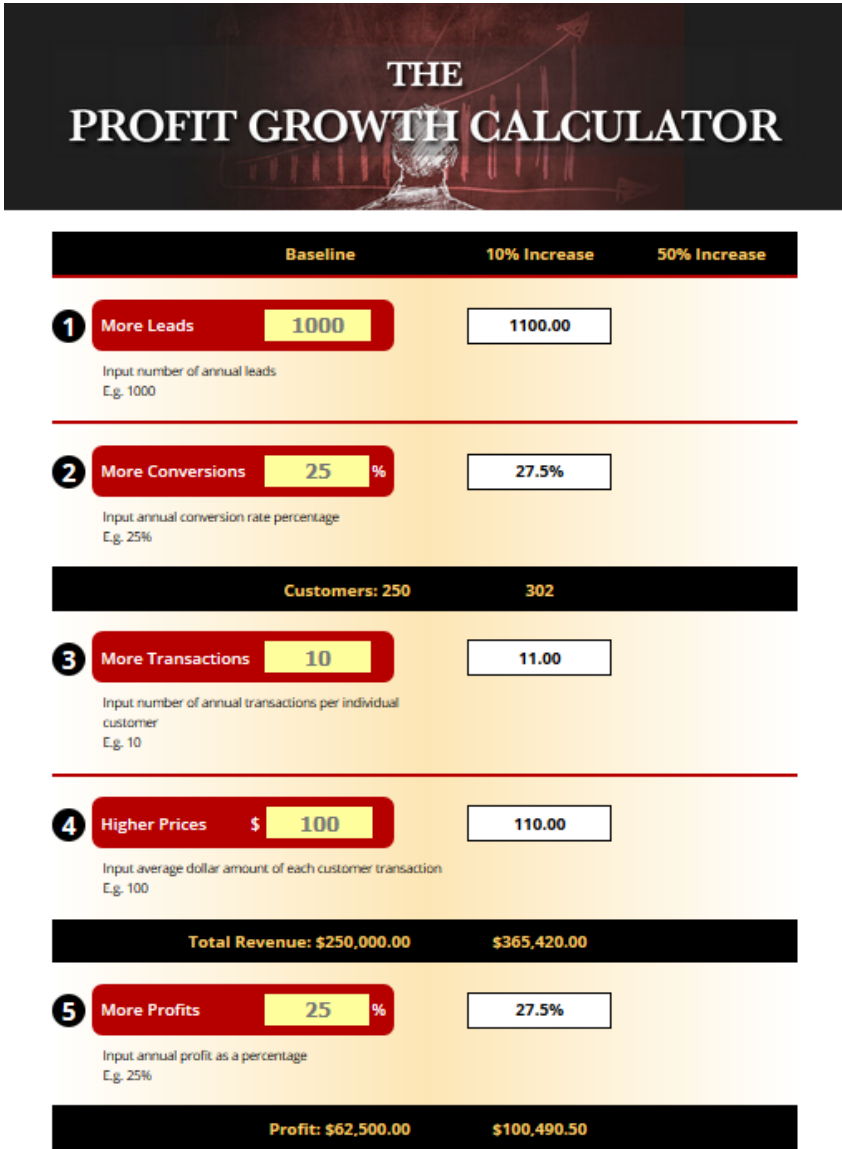 THE
PROFIT GROWTH CALCULATOR
Baseline 10% Increase 50% Increase
1 More Leads 1000 1100.00
Input number of annual leads
E.g. 1000
2 More Conversions 25 % 27.5%
Input annual conversion rate percentage
E.g. 25%
Customers: 250 302
3 More Transactions 10 11.00
Input number of annual transactions per individual
customer
E.g. 10
4 Higher Prices $ 100 110.00
Input average dollar amount of each customer transaction
E.g. 100
Total Revenue: $250,000.00 $365,420.00
5 More Profits 25 % 27.5%
Input annual profit as a percentage
E.g. 25%
Profit: $62,500.00 $100,490.50